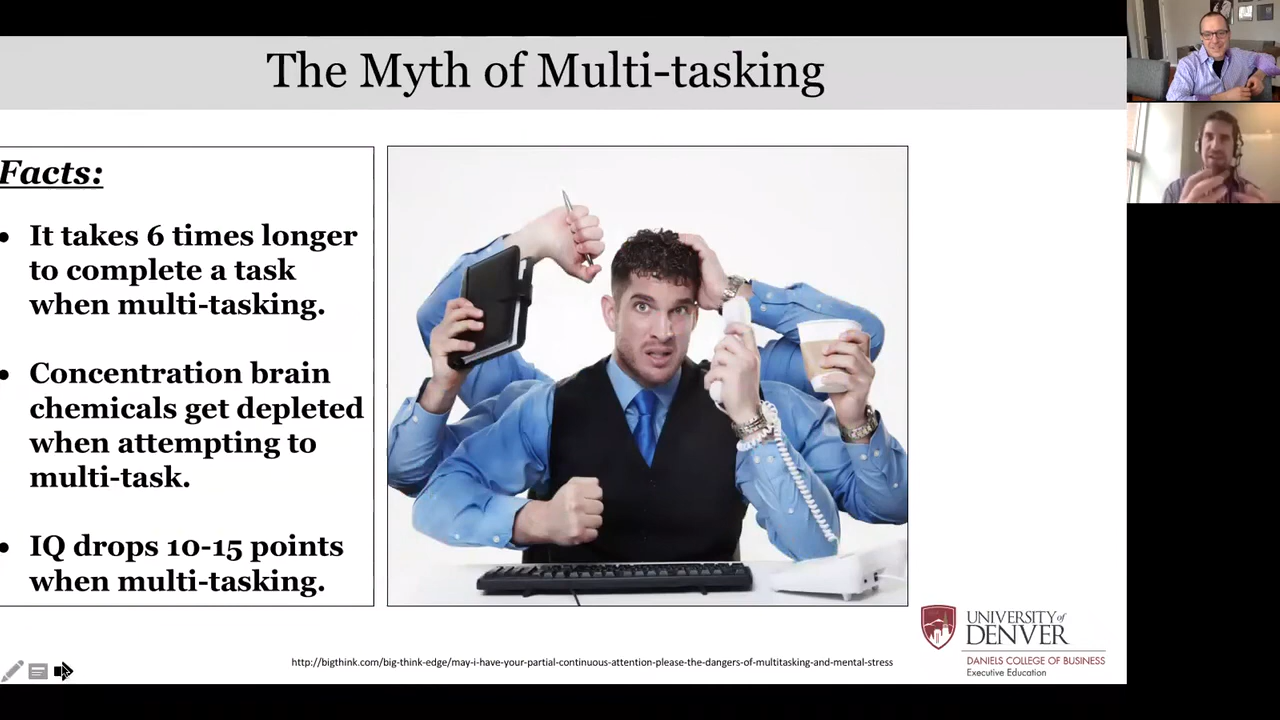 The Myth of Multi-tasking
Facts:
• It takes 6 times longer
to complete a task
when multi-tasking.
• Concentration brain
chemicals get depleted
when attempting to
multi-task.
• IQ drops 10-15 points
when multi-tasking.
UNIVERSITY of
DENVER
DANIELS COLLEGE OF BUSINESS
Executive Education
http://bigthink.com/big-think-edge/may-i-have-your-partial-continuous-attention-please-the-dangers-of-multitasking-and-mental-stress